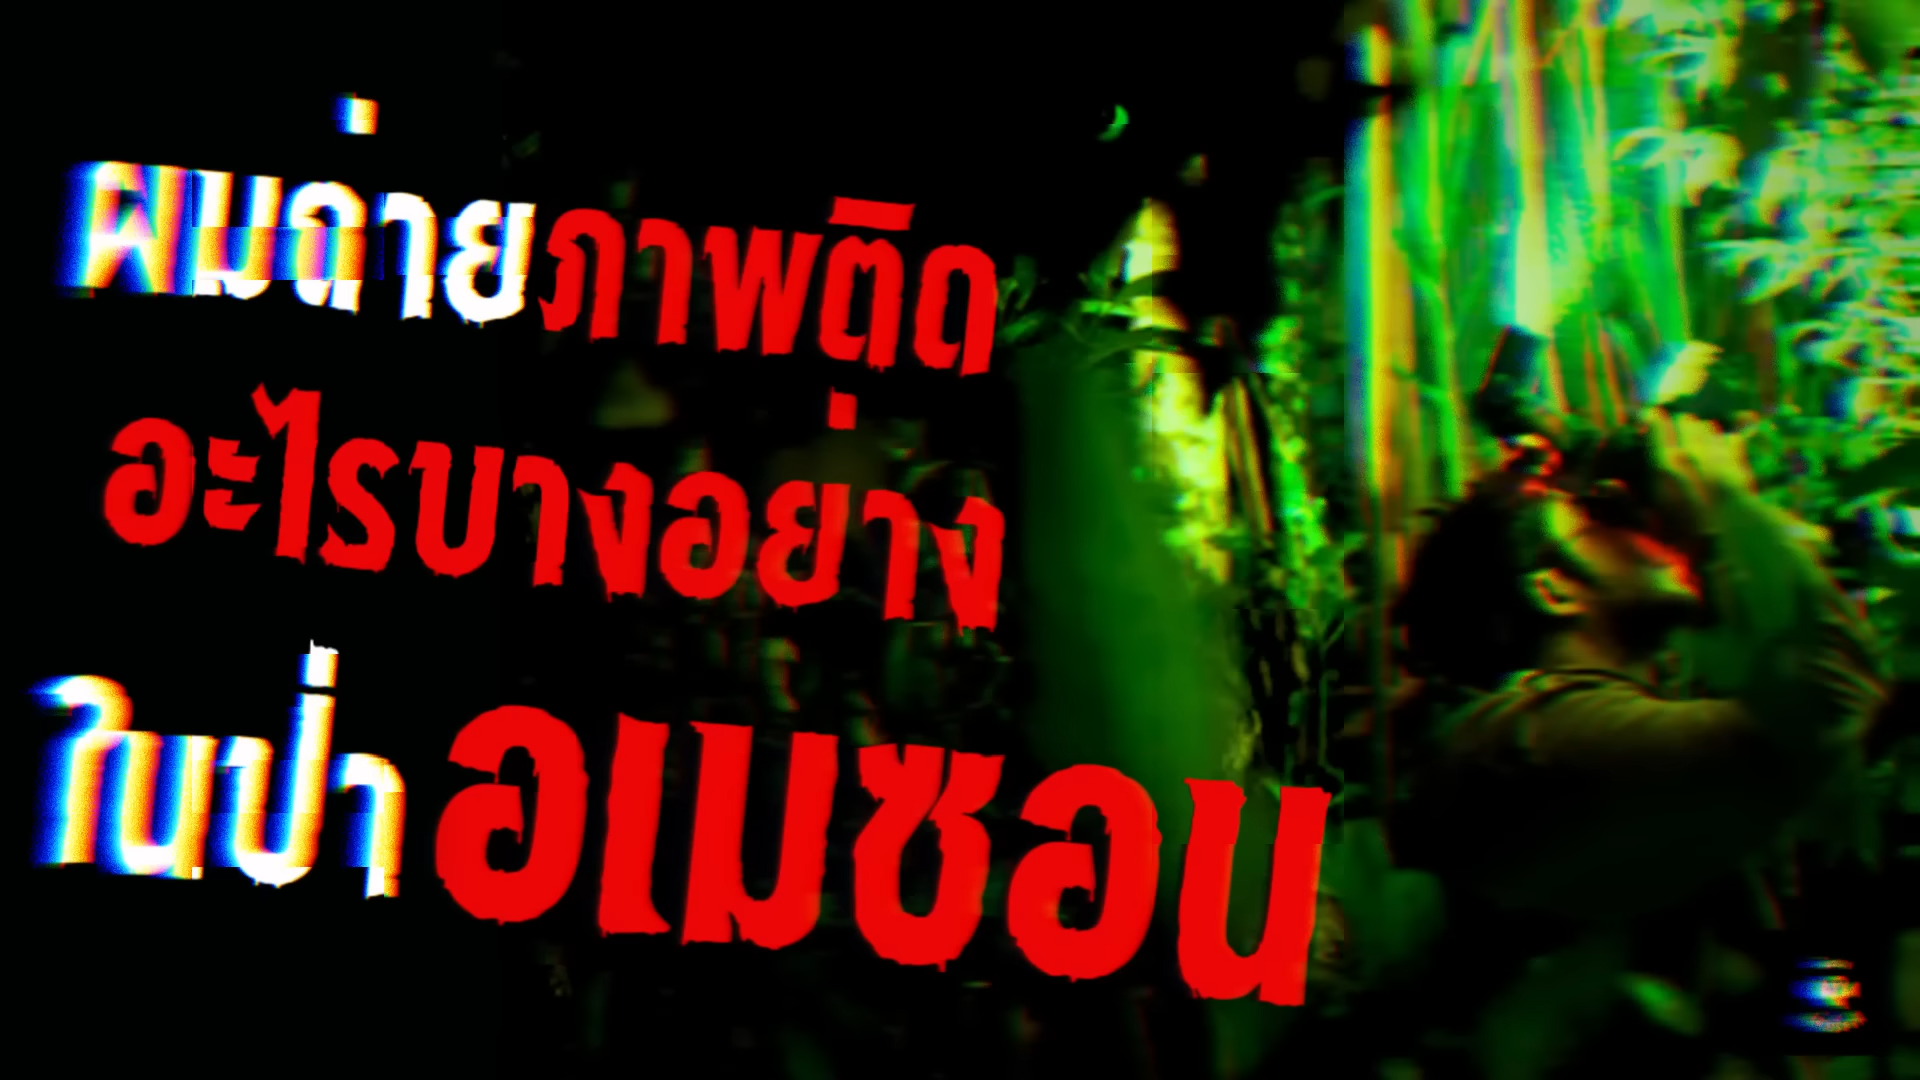 ผมถ่ายภาพติด
อะไรบางอย่าง
ในป่า อเมซอน